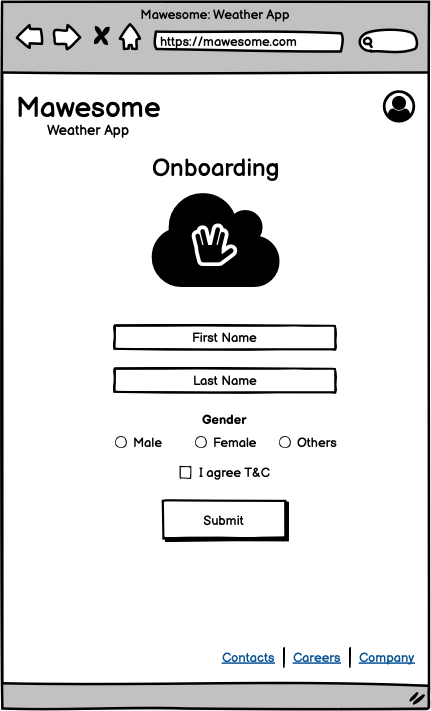 Mawesome: Weather App
https://mawesome.com
Mawesome
Weather App
Onboarding
First Name
Last Name
Gender
Male Female Others
I agree T&C
Submit
Contacts Careers Company